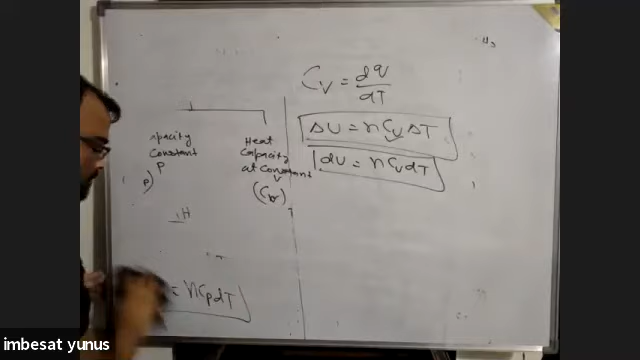 apacity
Constant
P
P)
H
= nCpdT
Heat
Capacity
at Constant
V
(Cv)
Cv = dq/dT
ΔU = nCvΔT
dU = nCvdT
imbesat yunus